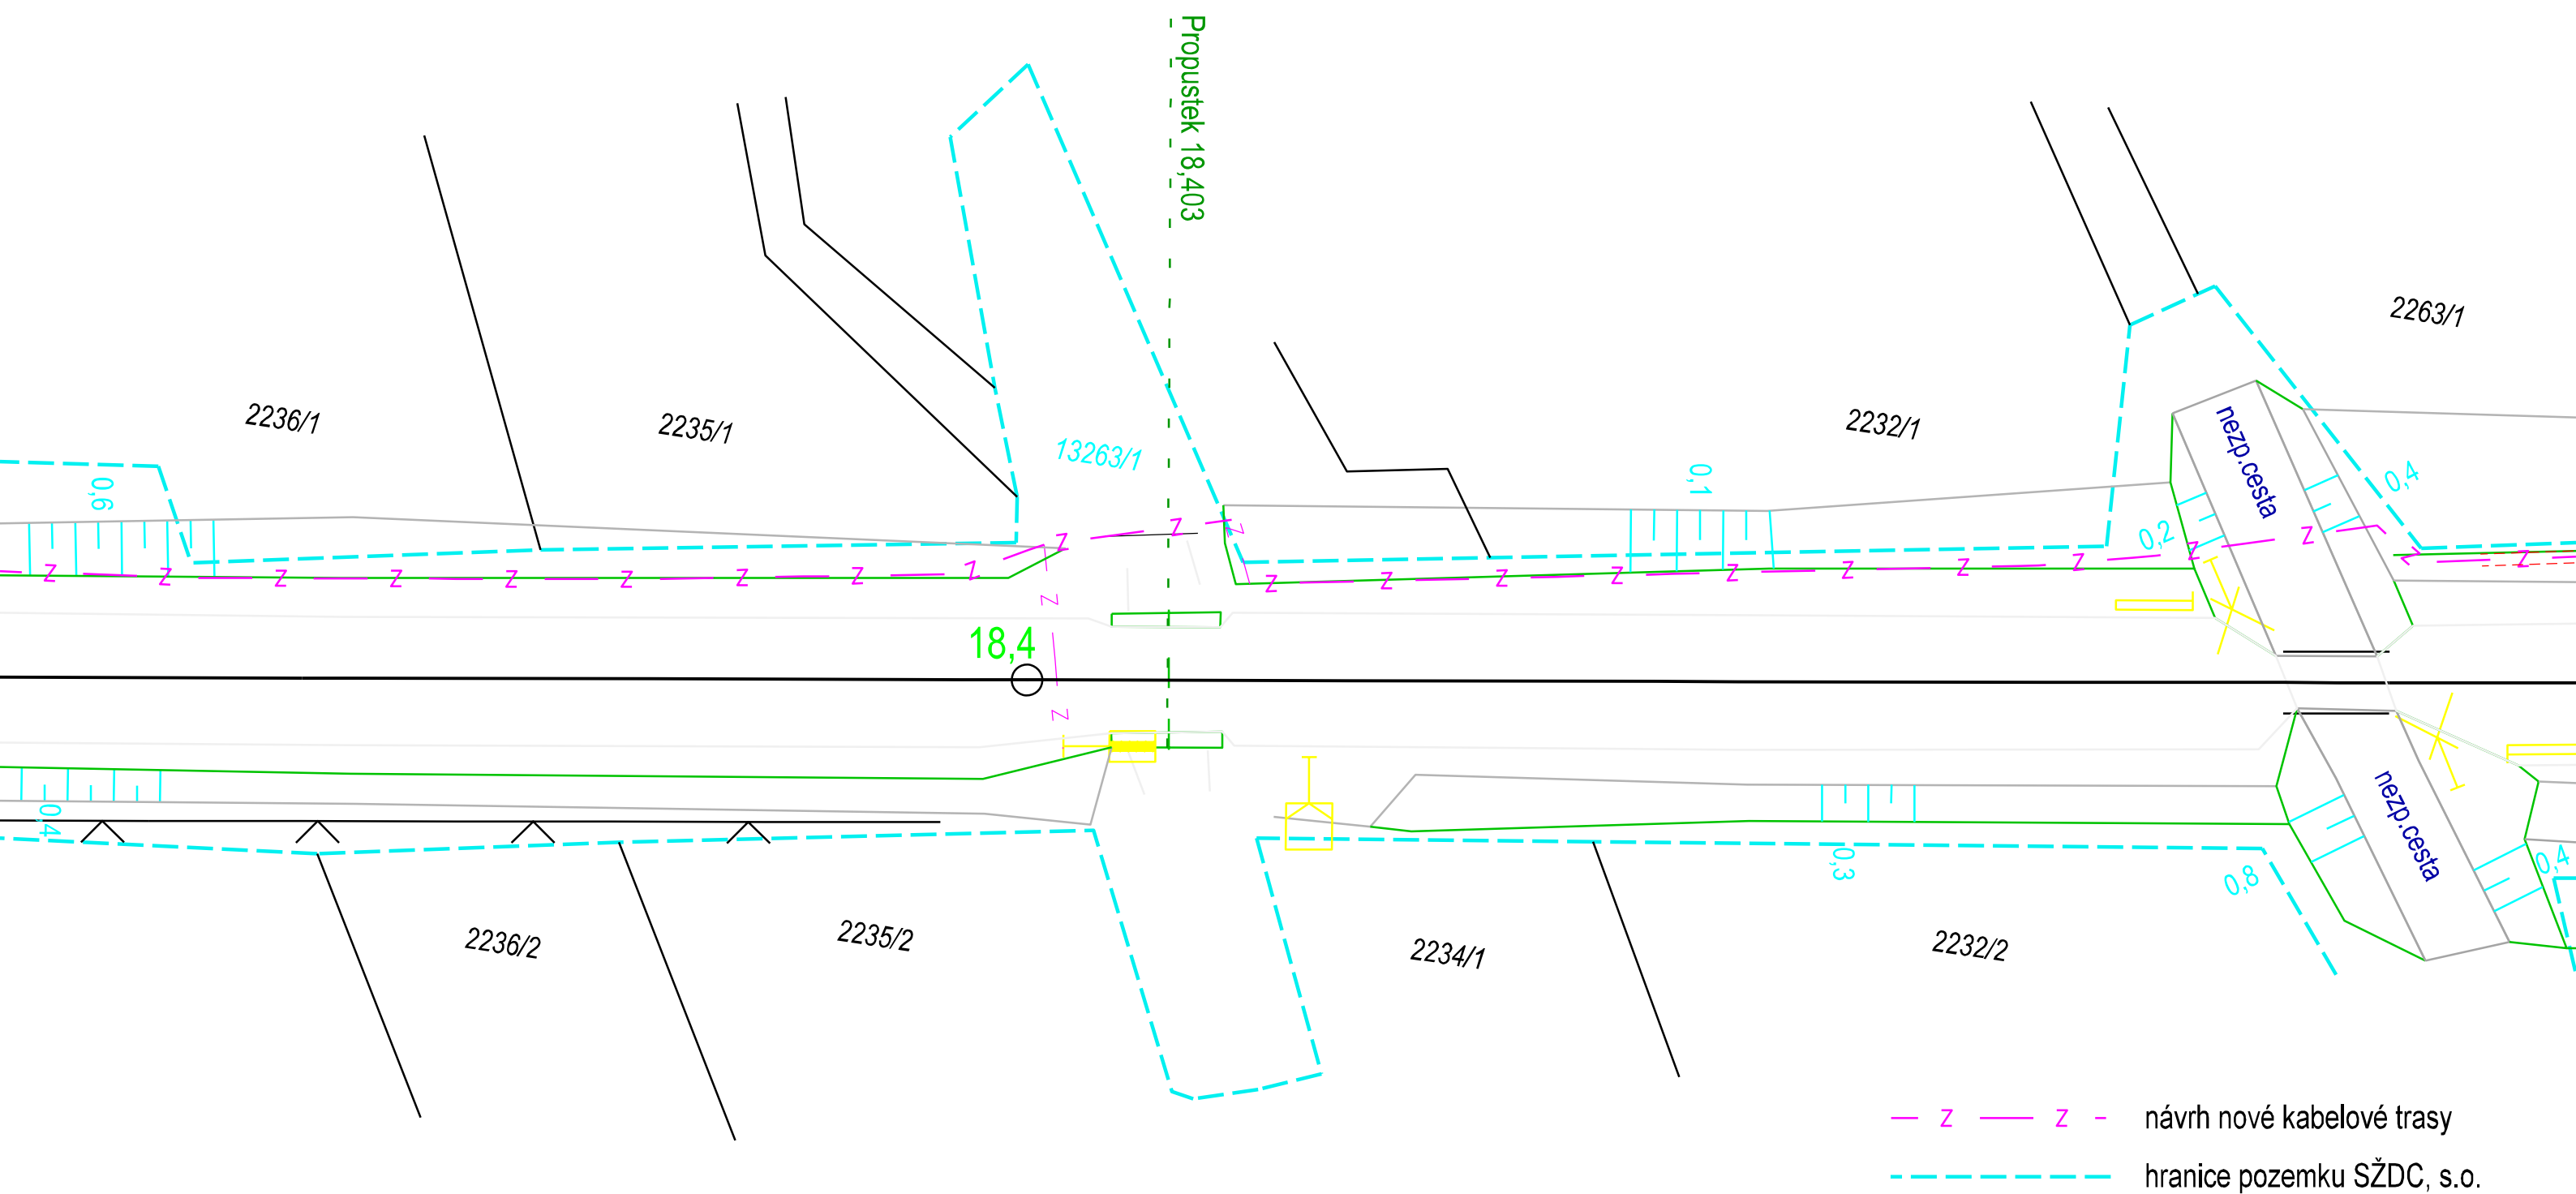 Propustek 18,403
2263/1
2236/1
2235/1
13263/1
2232/1
nezp.cesta
0,6
0,1
0,4
0,2
Z Z Z Z Z Z Z Z Z Z Z Z Z Z Z Z Z Z Z Z Z Z
Z
Z
Z
18,4
nezp.cesta
0,4
0,3
0,8
0,4
2236/2
2235/2
2234/1
2232/2
Z Z návrh nové kabelové trasy
hranice pozemku SŽDC, s.o.